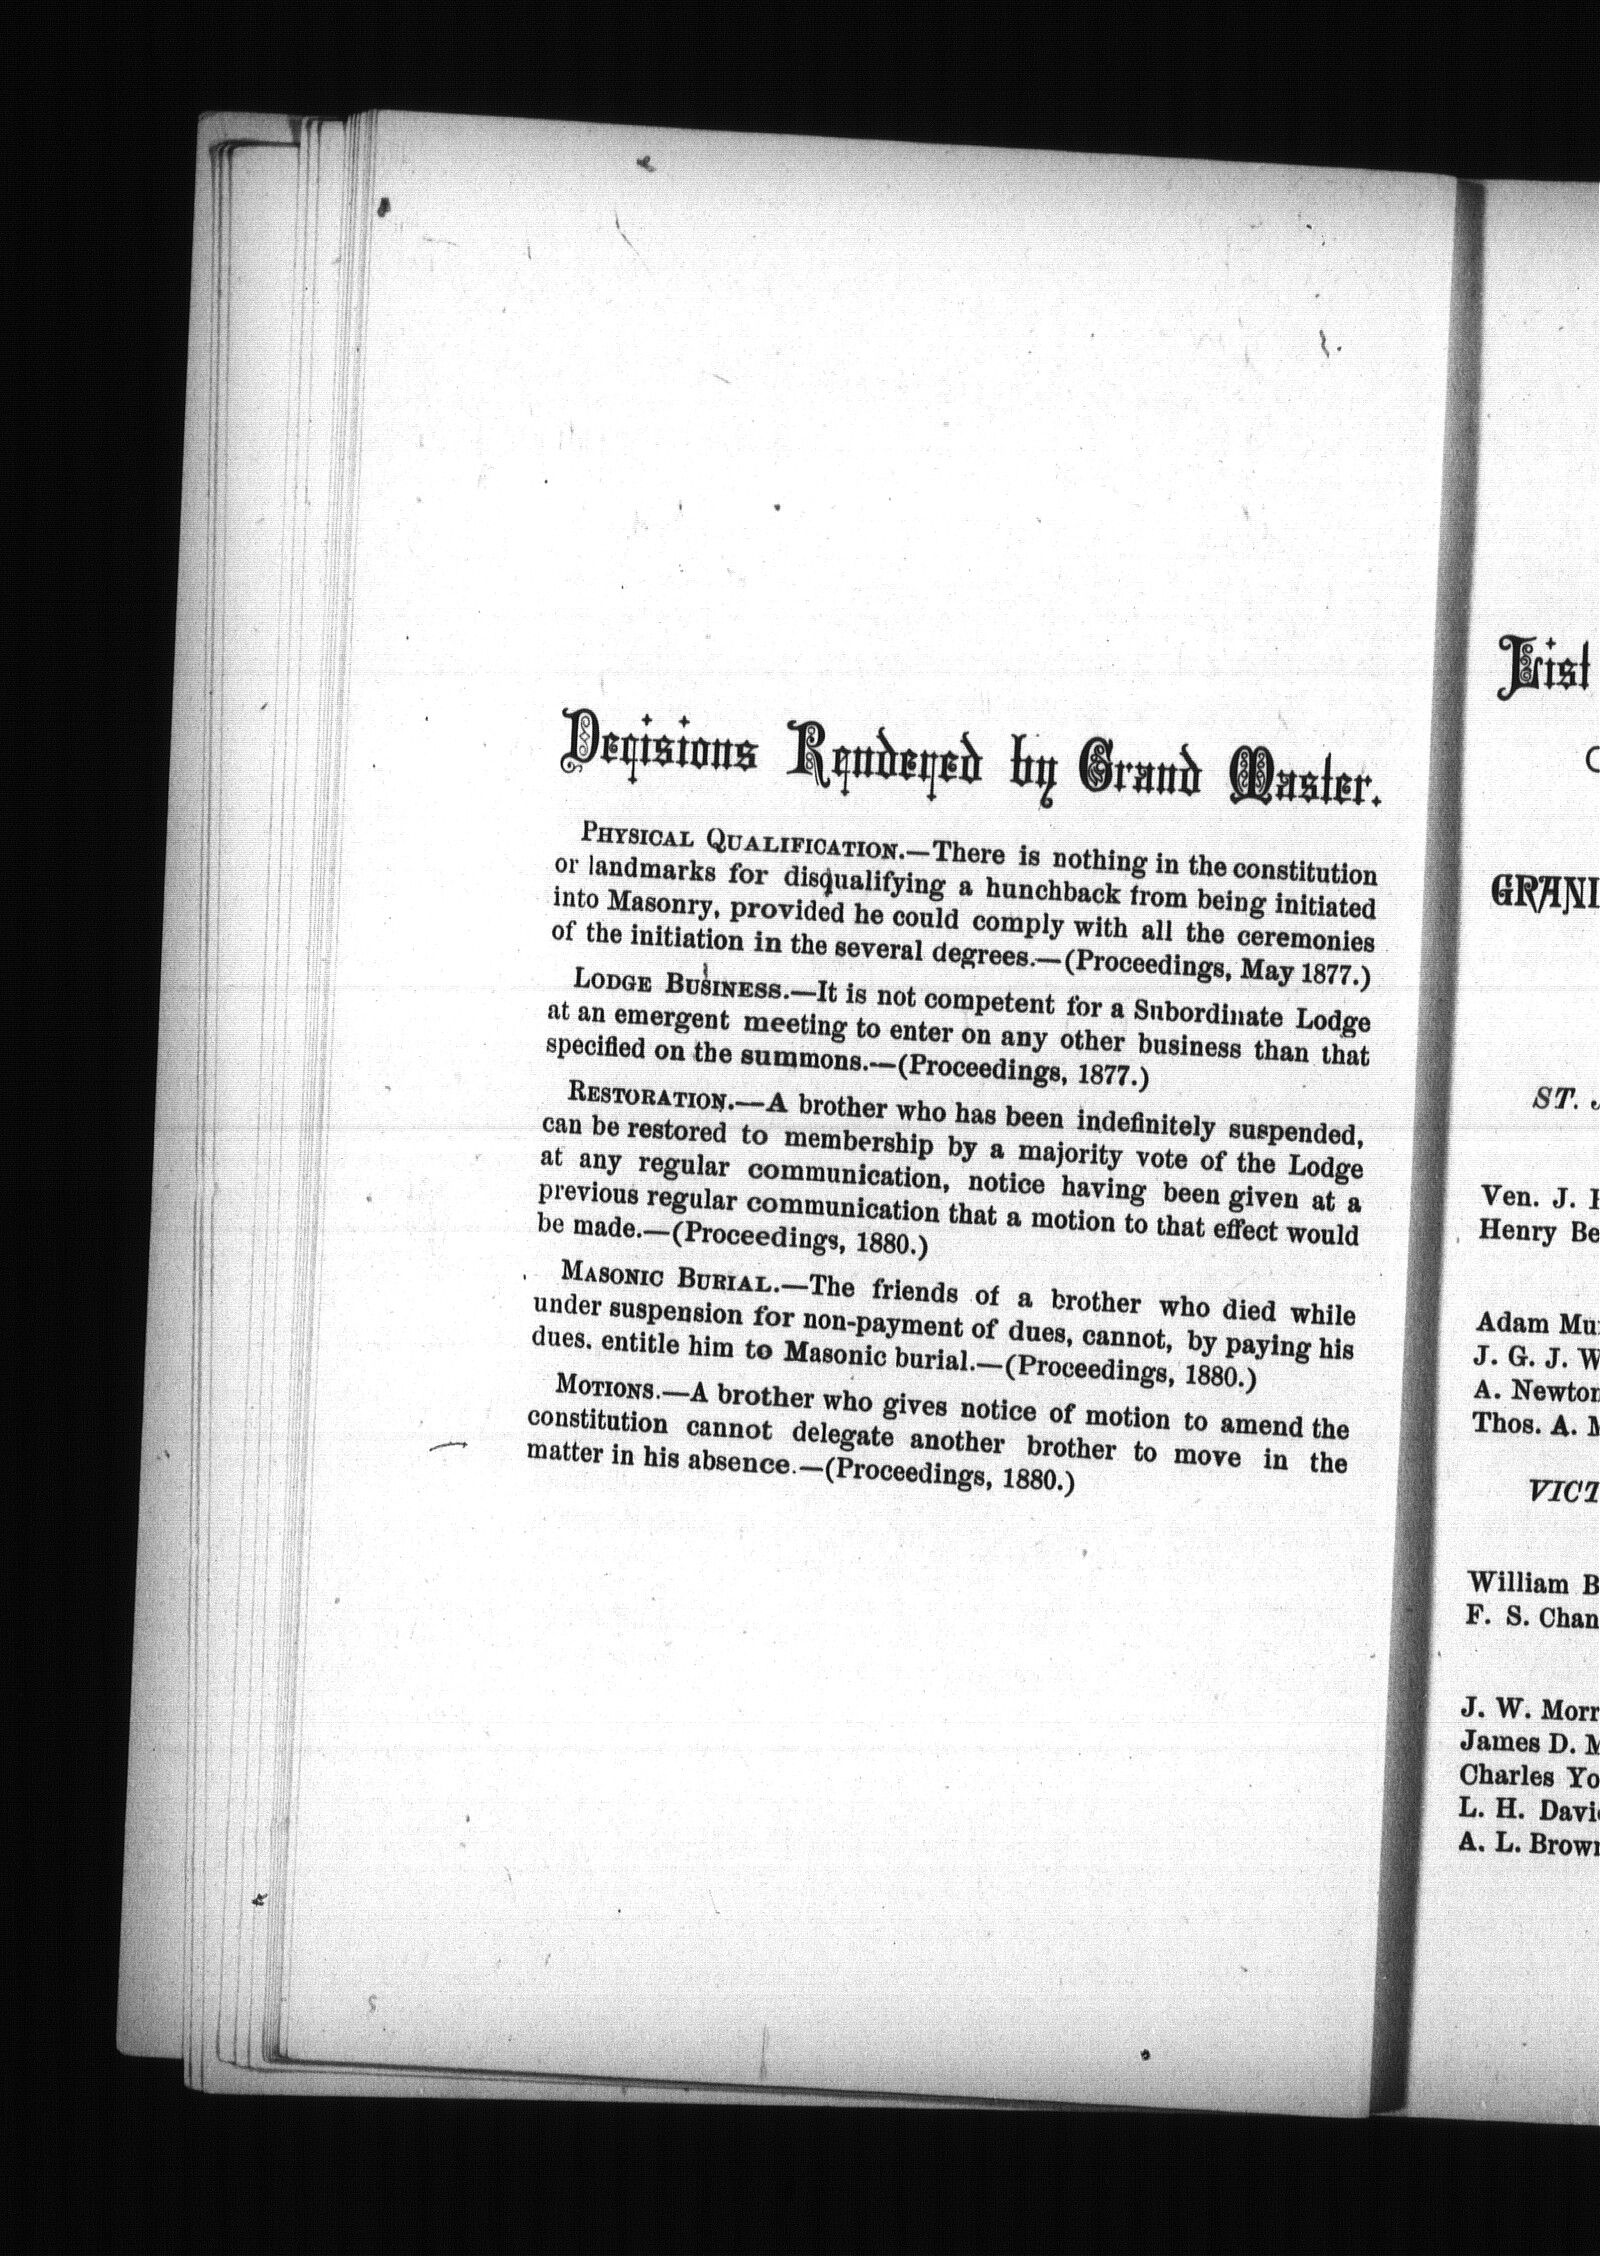 Decisions Rendered by Grand Master.
PHYSICAL QUALIFICATION.—There is nothing in the constitution
or landmarks for disqualifying a hunchback from being initiated
into Masonry, provided he could comply with all the ceremonies
of the initiation in the several degrees.—(Proceedings, May 1877.)
LODGE BUSINESS.—It is not competent for a Subordinate Lodge
at an emergent meeting to enter on any other business than that
specified on the summons.—(Proceedings, 1877.)
RESTORATION.—A brother who has been indefinitely suspended,
can be restored to membership by a majority vote of the Lodge
at any regular communication, notice having been given at a
previous regular communication that a motion to that effect would
be made.—(Proceedings, 1880.)
MASONIC BURIAL.—The friends of a brother who died while
under suspension for non-payment of dues, cannot, by paying his
dues, entitle him to Masonic burial.—(Proceedings, 1880.)
MOTIONS.—A brother who gives notice of motion to amend the
constitution cannot delegate another brother to move in the
matter in his absence.—(Proceedings, 1880.)
List
GRAN
ST.
Ven. J.
Henry Be
Adam Mu
J. G. J. W
A. Newton
Thos. A. M
VICT
William B
F. S. Chan
J. W. Morr
James D. M
Charles Yo
L. H. Davi
A. L. Brown